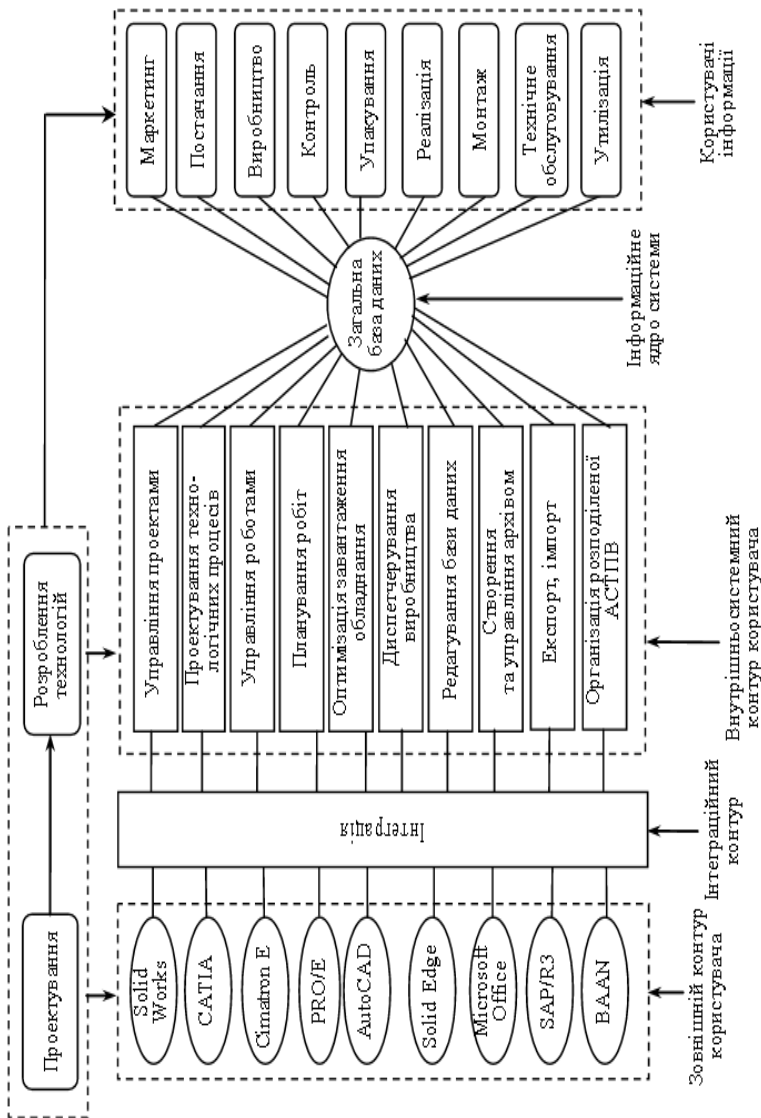 Проектування
Розроблення
технологій
Solid
Works
CATIA
Cimatron E
PRO/E
AutoCAD
Solid Edge
Microsoft
Office
SAP/R3
BAAN
Інтеграція
Управління проектами
Проектування техно-
логічних процесів
Управління роботами
Планування робіт
Оптимізація завантаження
обладнання
Диспетчерування
виробництва
Редагування бази даних
Створення
та управління архівом
Експорт, імпорт
Організація розподіленої
АСТПВ
Загальна
база даних
Маркетинг
Постачання
Виробництво
Контроль
Упакування
Реалізація
Монтаж
Технічне
обслуговування
Утилізація
Зовнішній контур
користувача
Інтеграційний
контур
Внутрішньосистемний
контур користувача
Інформаційне
ядро системи
Користувачі
інформації